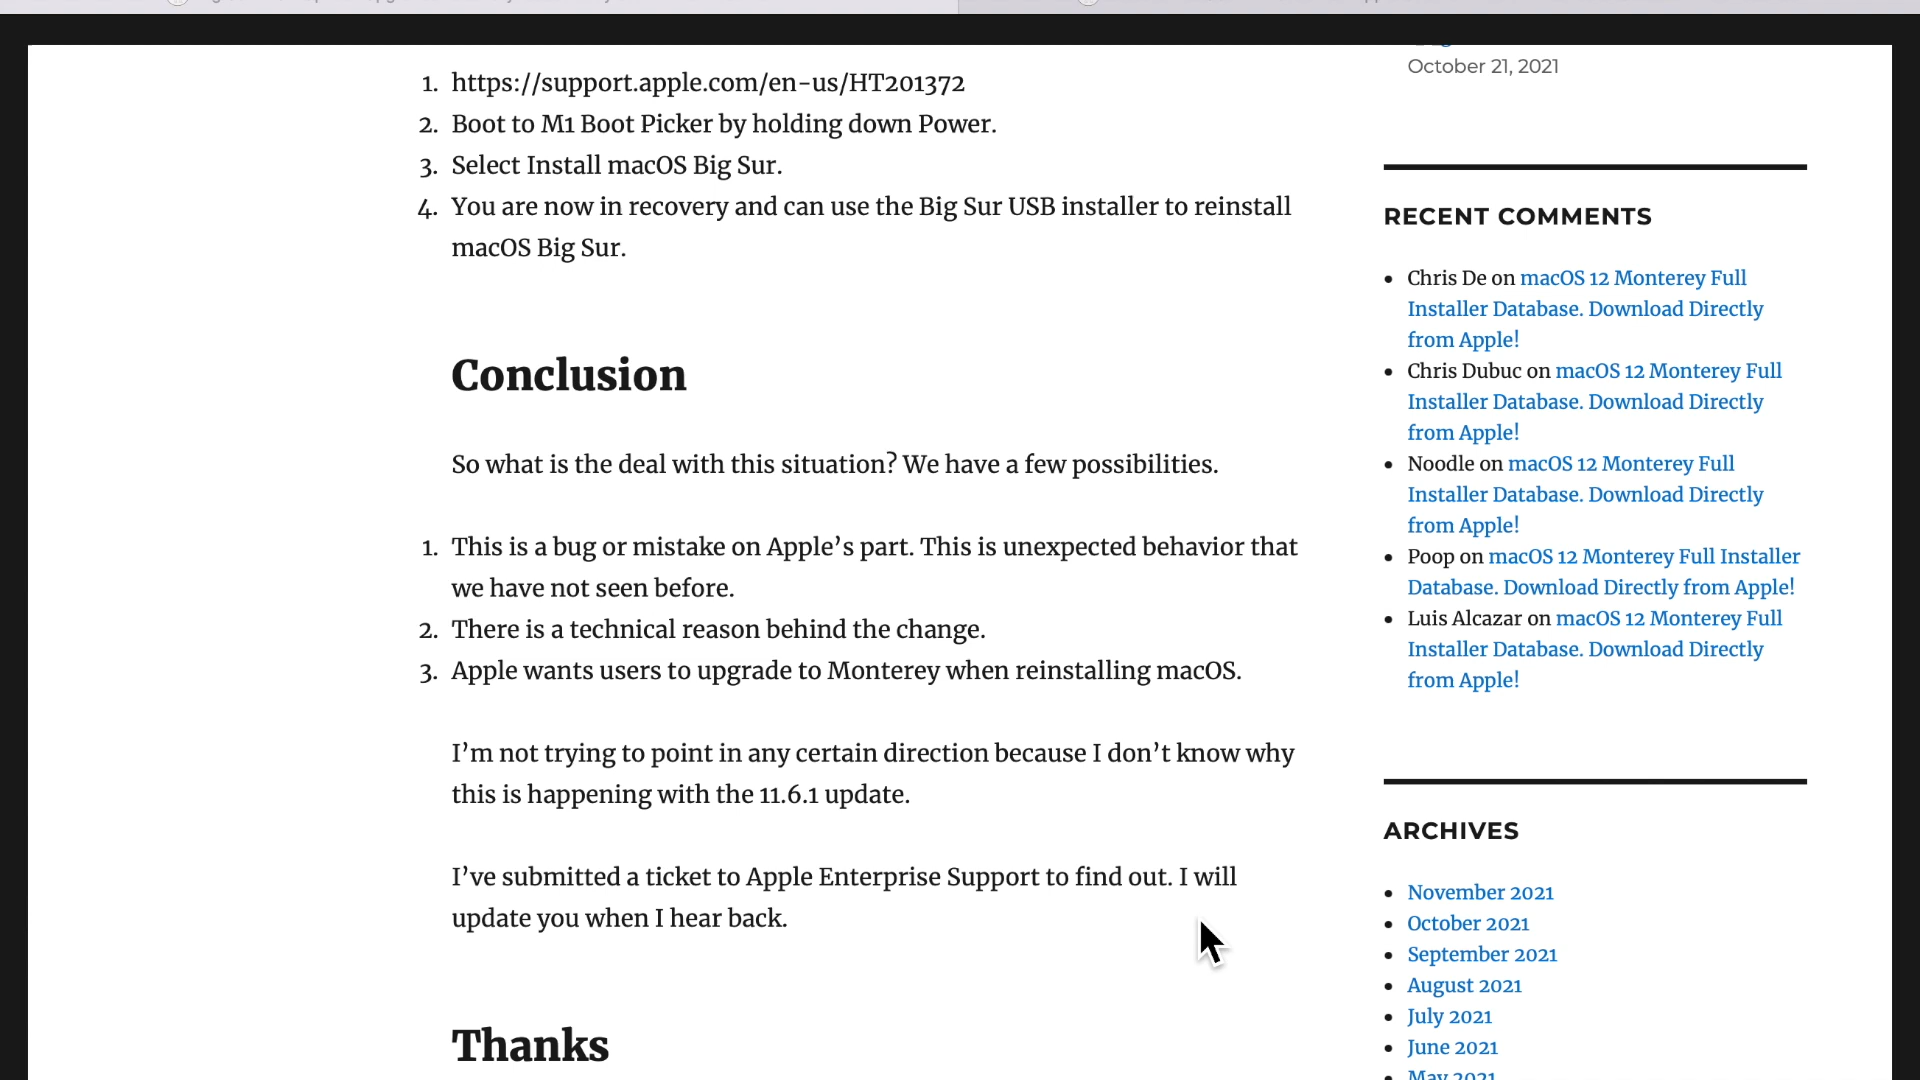 1. https://support.apple.com/en-us/HT201372
2. Boot to M1 Boot Picker by holding down Power.
3. Select Install macOS Big Sur.
4. You are now in recovery and can use the Big Sur USB installer to reinstall
macOS Big Sur.
Conclusion
So what is the deal with this situation? We have a few possibilities.
1. This is a bug or mistake on Apple’s part. This is unexpected behavior that
we have not seen before.
2. There is a technical reason behind the change.
3. Apple wants users to upgrade to Monterey when reinstalling macOS.
I’m not trying to point in any certain direction because I don’t know why
this is happening with the 11.6.1 update.
I’ve submitted a ticket to Apple Enterprise Support to find out. I will
update you when I hear back.
Thanks
October 21, 2021
RECENT COMMENTS
• Chris De on macOS 12 Monterey Full
Installer Database. Download Directly
from Apple!
• Chris Dubuc on macOS 12 Monterey Full
Installer Database. Download Directly
from Apple!
• Noodle on macOS 12 Monterey Full
Installer Database. Download Directly
from Apple!
• Poop on macOS 12 Monterey Full Installer
Database. Download Directly from Apple!
• Luis Alcazar on macOS 12 Monterey Full
Installer Database. Download Directly
from Apple!
ARCHIVES
• November 2021
• October 2021
• September 2021
• August 2021
• July 2021
• June 2021
• May 2021